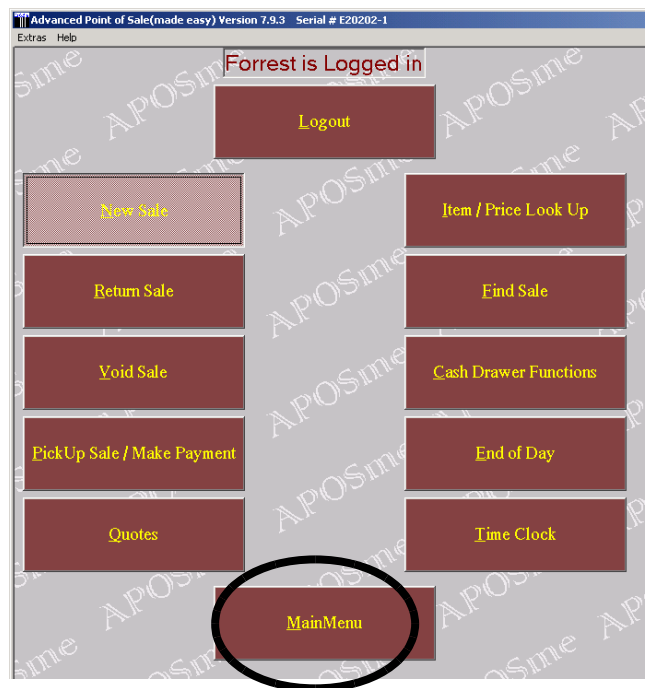 Advanced Point of Sale(made easy) Version 7.9.3 Serial # E20202-1
Extras Help
Forrest is Logged in
Logout
New Sale
Item / Price Look Up
Return Sale
Find Sale
Void Sale
Cash Drawer Functions
PickUp Sale / Make Payment
End of Day
Quotes
Time Clock
MainMenu
APOSme